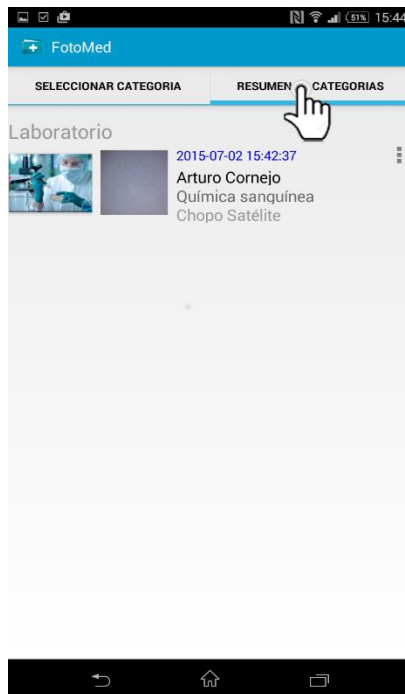 51% 15:44
FotoMed
SELECCIONAR CATEGORIA
RESUMEN CATEGORIAS
Laboratorio
2015-07-02 15:42:37
Arturo Cornejo
Química sanguínea
Chopo Satélite